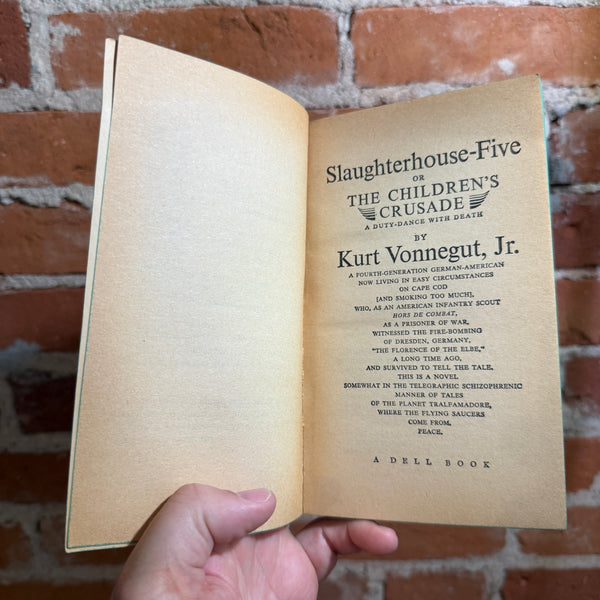 Slaughterhouse-Five
OR
THE CHILDREN'S
CRUSADE
A DUTY-DANCE WITH DEATH
BY
Kurt Vonnegut, Jr.
A FOURTH-GENERATION GERMAN-AMERICAN
NOW LIVING IN EASY CIRCUMSTANCES
ON CAPE COD
[AND SMOKING TOO MUCH],
WHO, AS AN AMERICAN INFANTRY SCOUT
HORS DE COMBAT,
AS A PRISONER OF WAR,
WITNESSED THE FIRE-BOMBING
OF DRESDEN, GERMANY,
"THE FLORENCE OF THE ELBE,"
A LONG TIME AGO,
AND SURVIVED TO TELL THE TALE.
THIS IS A NOVEL
SOMEWHAT IN THE TELEGRAPHIC SCHIZOPHRENIC
MANNER OF TALES
OF THE PLANET TRALFAMADORE,
WHERE THE FLYING SAUCERS
COME FROM.
PEACE.
A DELL BOOK